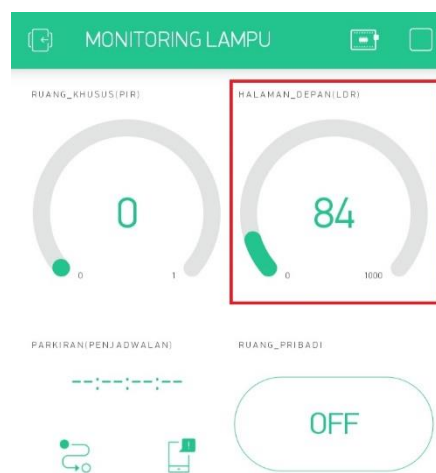 MONITORING LAMPU
RUANG_KHUSUS(PIR)
HALAMAN_DEPAN(LDR)
0
84
0 1
0 1000
PARKIRAN(PENJADWALAN)
RUANG_PRIBADI
--:--:--:--
OFF